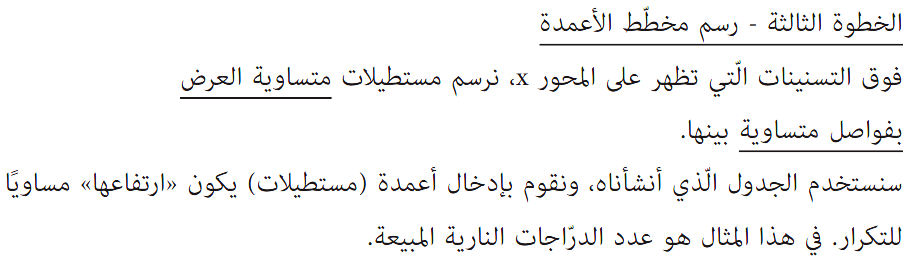 الخطوة الثالثة - رسم مخطّط الأعمدة
فوق التسنينات الّتي تظهر على المحور x، نرسم مستطيلات متساوية العرض
بفواصل متساوية بينها.
سنستخدم الجدول الّذي أنشأناه، ونقوم بإدخال أعمدة (مستطيلات) يكون «ارتفاعها» مساويًا
للتكرار. في هذا المثال هو عدد الدرّاجات النارية المبيعة.